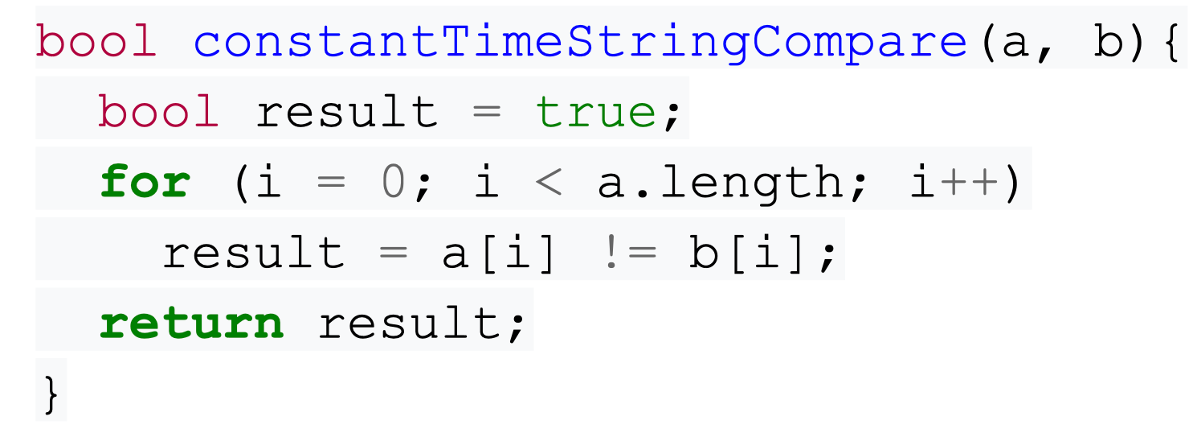 bool constantTimeStringCompare(a, b){
  bool result = true;
  for (i = 0; i < a.length; i++)
    result = a[i] != b[i];
  return result;
}